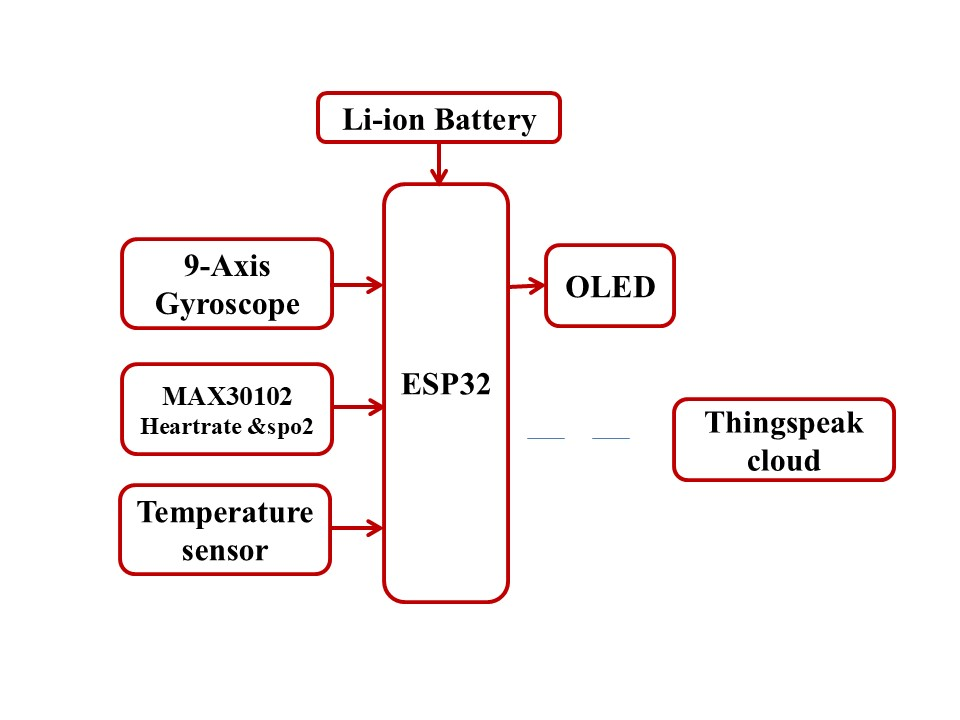 Li-ion Battery
9-Axis
Gyroscope
OLED
MAX30102
Heartrate &spo2
ESP32
Thingspeak
cloud
Temperature
sensor